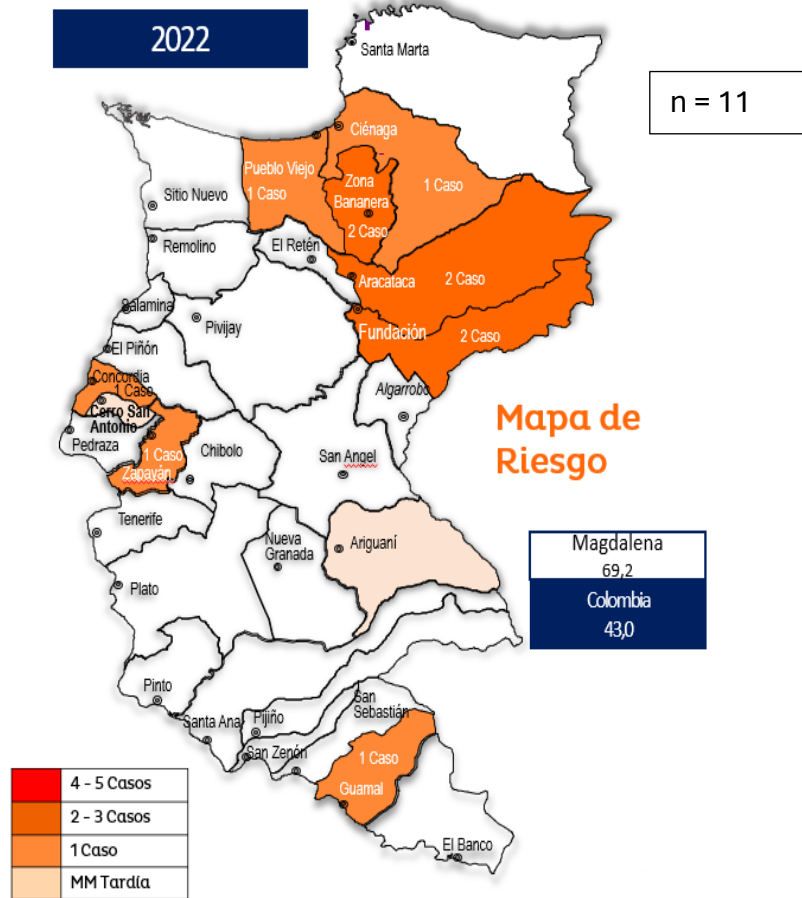 2022
n = 11
Santa Marta
Ciénaga
Pueblo Viejo
1 Caso
Zona
Bananera
2 Caso
1 Caso
Sitio Nuevo
Remolino
El Retén
Aracataca
2 Caso
Salamina
Pivijay
Fundación
2 Caso
El Piñón
Concordia
1 Caso
Algarrobo
Cerro San
Antonio
Pedraza
1 Caso
Zapayán
Chibolo
San Angel
Mapa de
Riesgo
Tenerife
Nueva
Granada
Ariguaní
Magdalena
69,2
Colombia
43,0
Plato
Pinto
Santa Ana
Pijiño
San
Sebastián
San Zenón
1 Caso
Guamal
El Banco
4 - 5 Casos
2 - 3 Casos
1 Caso
MM Tardía